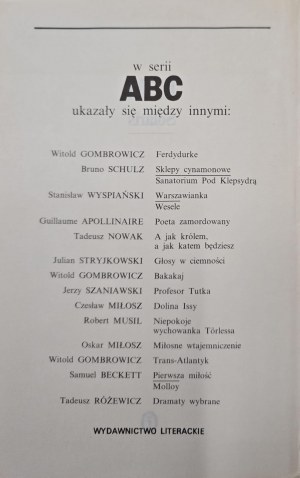 w serii
ABC
ukazały się między innymi:
Witold GOMBROWICZ Ferdydurke
Bruno SCHULZ Sklepy cynamonowe
Sanatorium Pod Klepsydrą
Stanisław WYSPIAŃSKI Warszawianka
Wesele
Guillaume APOLLINAIRE Poeta zamordowany
Tadeusz NOWAK A jak królem,
a jak katem będziesz
Julian STRYJKOWSKI Głosy w ciemności
Witold GOMBROWICZ Bakakaj
Jerzy SZANIAWSKI Profesor Tutka
Czesław MIŁOSZ Dolina Issy
Robert MUSIL Niepokoje
wychowanka Törlessa
Oskar MIŁOSZ Miłosne wtajemniczenie
Witold GOMBROWICZ Trans-Atlantyk
Samuel BECKETT Pierwsza miłość
Molloy
Tadeusz RÓŻEWICZ Dramaty wybrane
WYDAWNICTWO LITERACKIE